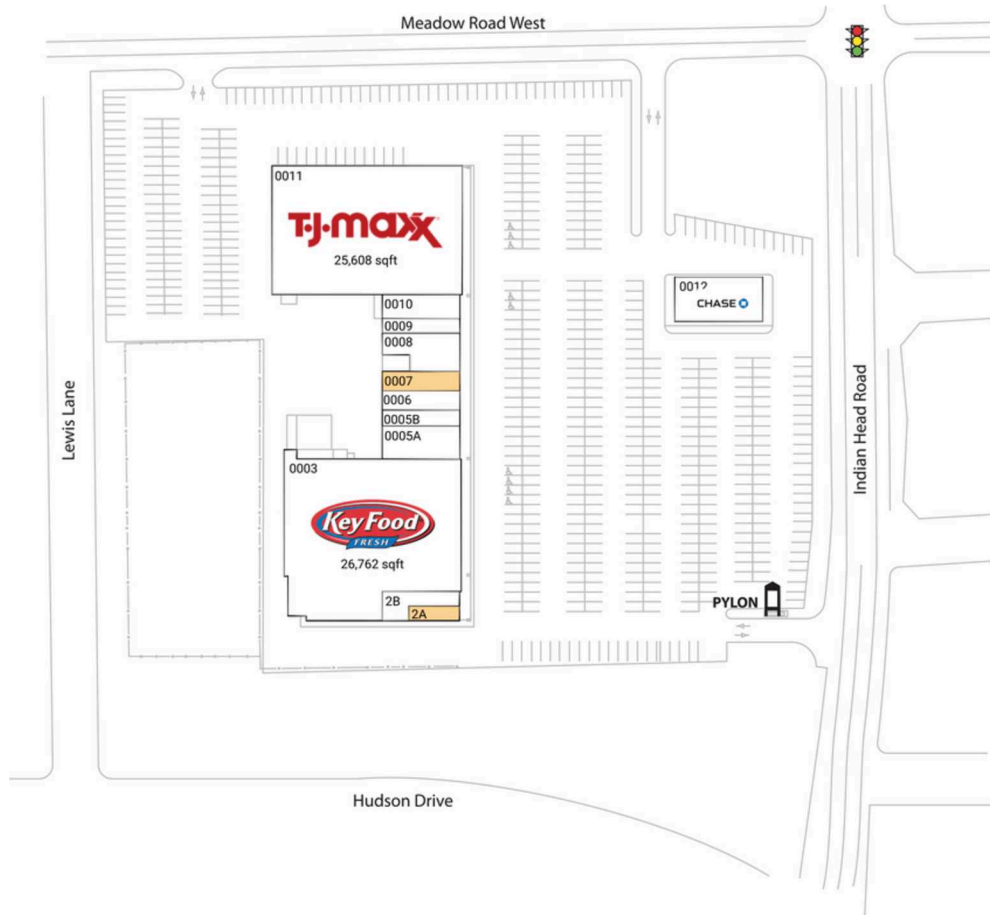 Meadow Road West
0011
T·J·maxx
25,608 sqft
0010
0009
0008
0007
0006
0005B
0005A
0003
Key Food
FRESH
26,762 sqft
2B
2A
0012
CHASE
PYLON
Lewis Lane
Indian Head Road
Hudson Drive